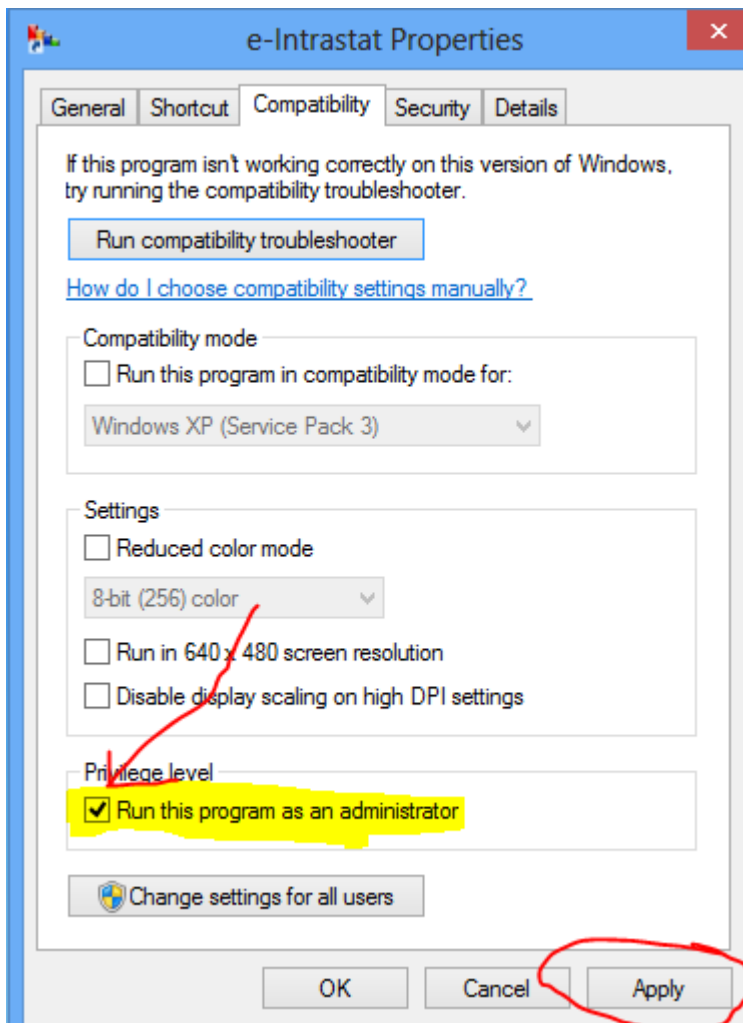 e-Intrastat Properties
General Shortcut Compatibility Security Details
If this program isn't working correctly on this version of Windows,
try running the compatibility troubleshooter.
Run compatibility troubleshooter
How do I choose compatibility settings manually?
Compatibility mode
Run this program in compatibility mode for:
Windows XP (Service Pack 3)
Settings
Reduced color mode
8-bit (256) color
Run in 640 x 480 screen resolution
Disable display scaling on high DPI settings
Privilege level
Run this program as an administrator
Change settings for all users
OK Cancel Apply